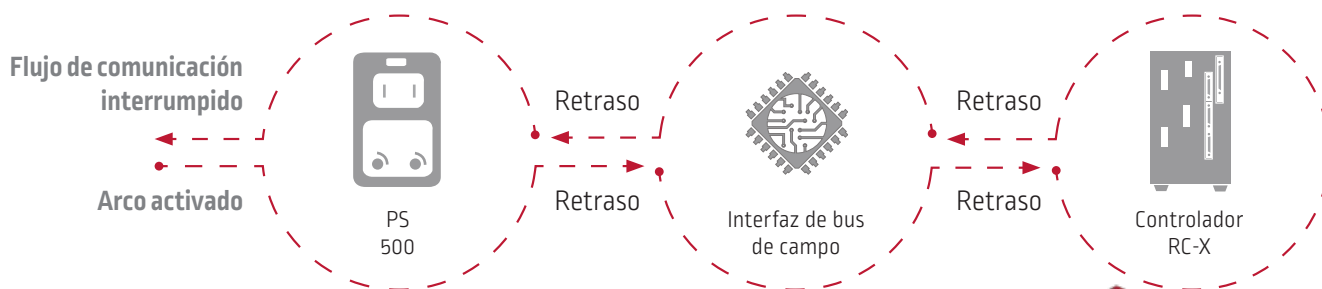 Flujo de comunicación
interrumpido
Arco activado
PS
500
Retraso
Retraso
Interfaz de bus
de campo
Retraso
Retraso
Controlador
RC-X